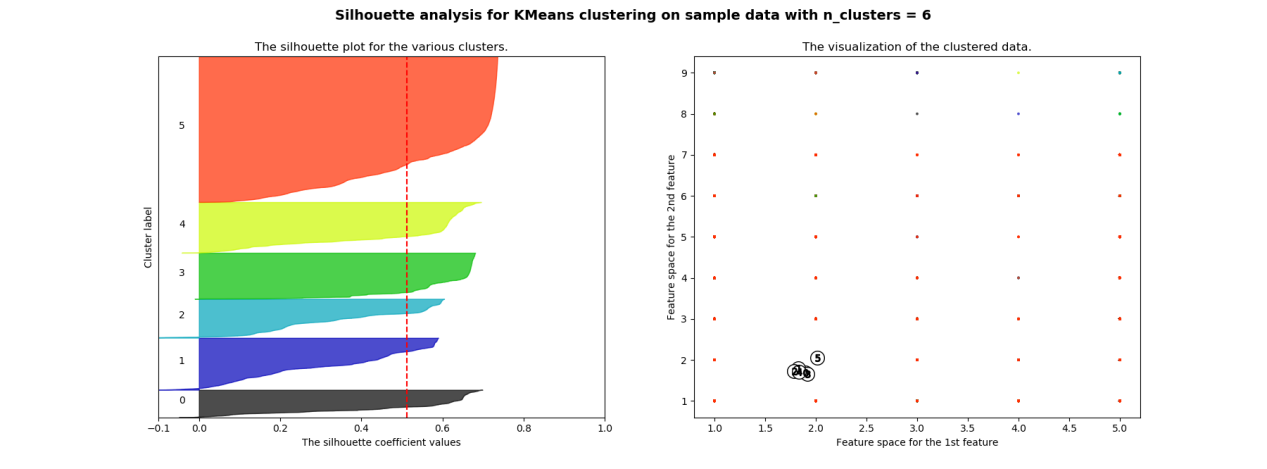 Silhouette analysis for KMeans clustering on sample data with n_clusters = 6
The silhouette plot for the various clusters.
Cluster label
5
4
3
2
1
0
−0.1 0.0 0.2 0.4 0.6 0.8 1.0
The silhouette coefficient values
The visualization of the clustered data.
Feature space for the 2nd feature
9
8
7
6
5
4
3
2
1
5
1.0 1.5 2.0 2.5 3.0 3.5 4.0 4.5 5.0
Feature space for the 1st feature